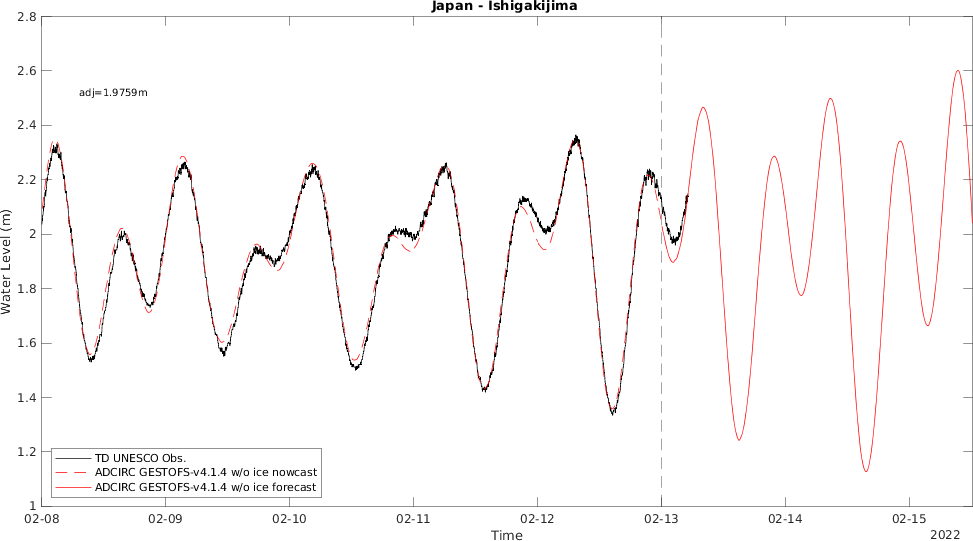 Japan - Ishigakijima
2.8
2.6
2.4
2.2
2
1.8
1.6
1.4
1.2
1
Water Level (m)
adj=1.9759m
TD UNESCO Obs.
ADCIRC GESTOFS-v4.1.4 w/o ice nowcast
ADCIRC GESTOFS-v4.1.4 w/o ice forecast
02-08 02-09 02-10 02-11 02-12 02-13 02-14 02-15
Time
2022